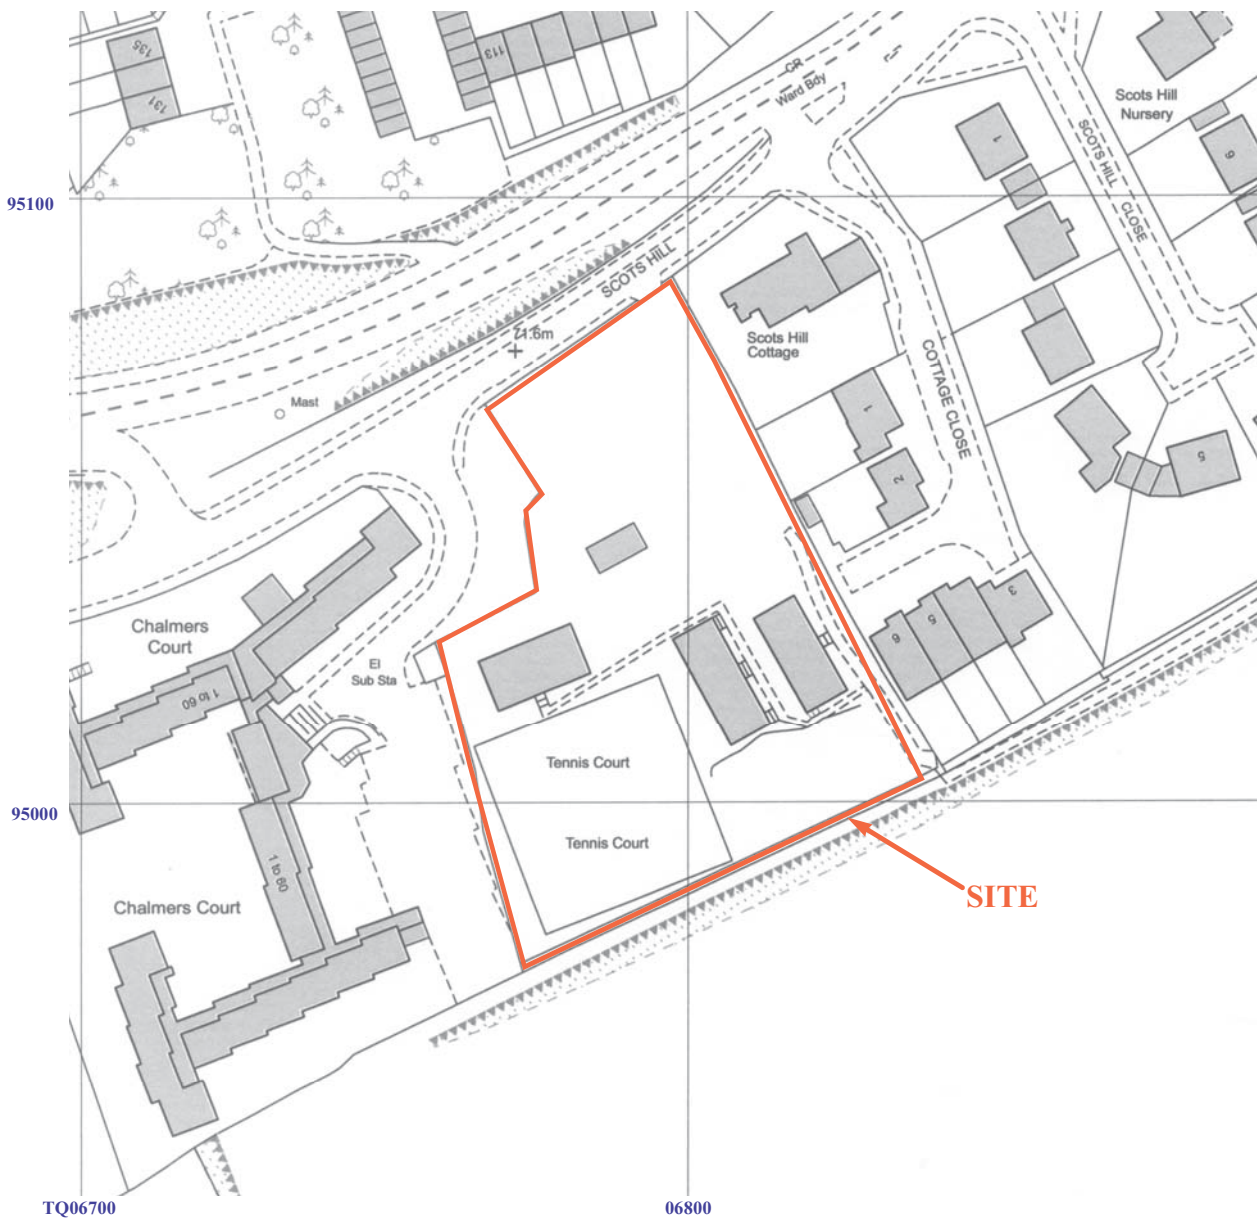 135
131
113
CR
Ward Bdy
Scots Hill
Nursery
1
9
SCOTS HILL
CLOSE
95100
SCOTS HILL
71.6m
Scots Hill
Cottage
COTTAGE CLOSE
Mast
1
2
5
3
5
6
Chalmers
Court
1 to 60
El
Sub Sta
Tennis Court
Tennis Court
95000
1 to 60
Chalmers Court
SITE
TQ06700
06800